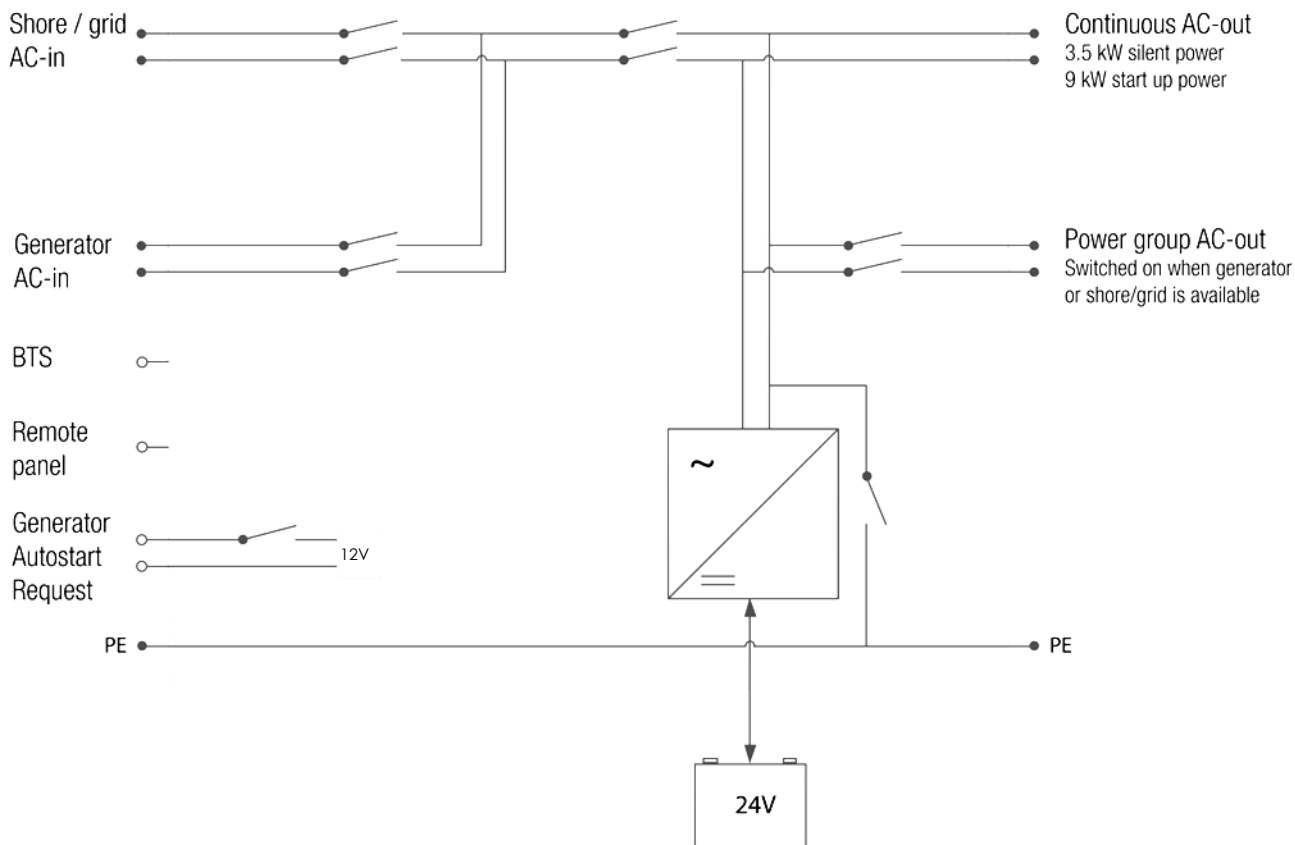 Shore / grid
AC-in
Continuous AC-out
3.5 kW silent power
9 kW start up power
Generator
AC-in
Power group AC-out
Switched on when generator
or shore/grid is available
BTS
Remote
panel
~
Generator
Autostart
Request
12V
PE
PE
24V